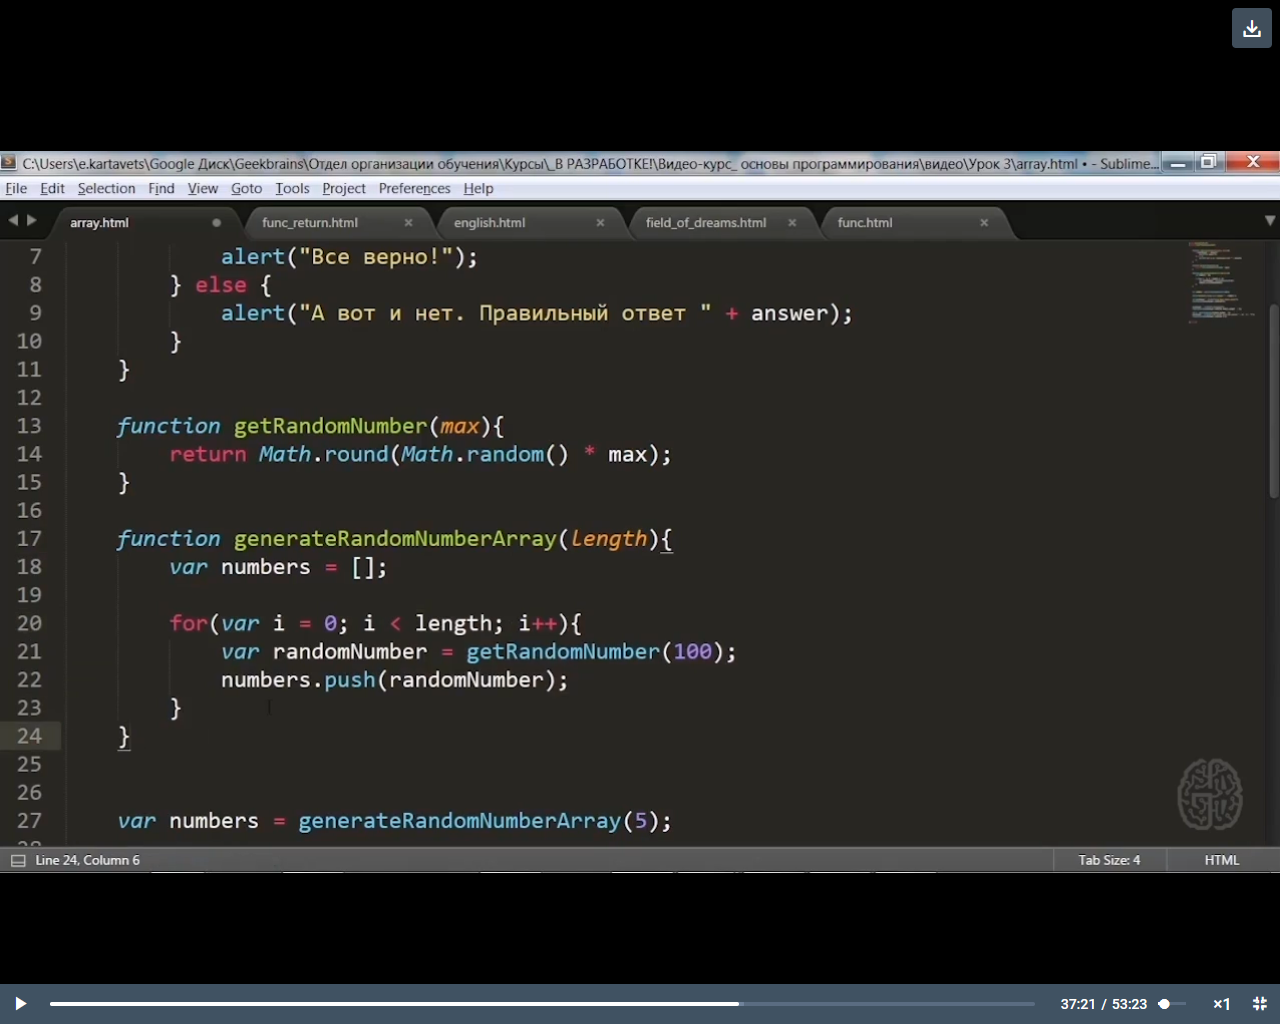 C:\Users\e.kartavets\Google Диск\Geekbrains\Отдел организации обучения\Курсы\_В РАЗРАБОТКЕ!\Видео-курс_ основы программирования\видео\Урок 3\array.html • - Sublime...
File Edit Selection Find View Goto Tools Project Preferences Help
array.html func_return.html english.html field_of_dreams.html func.html
7 alert("Все верно!");
8 } else {
9 alert("А вот и нет. Правильный ответ " + answer);
10 }
11 }
12
13 function getRandomNumber(max){
14 return Math.round(Math.random() * max);
15 }
16
17 function generateRandomNumberArray(length){
18 var numbers = [];
19
20 for(var i = 0; i < length; i++){
21 var randomNumber = getRandomNumber(100);
22 numbers.push(randomNumber);
23 }
24 }
25
26
27 var numbers = generateRandomNumberArray(5);
Line 24, Column 6 Tab Size: 4 HTML
37:21 / 53:23 ×1